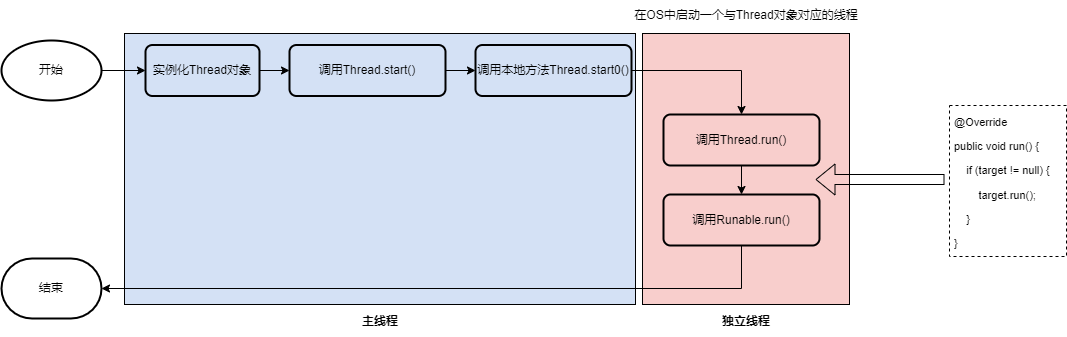 在OS中启动一个与Thread对象对应的线程
开始
实例化Thread对象
调用Thread.start()
调用本地方法Thread.start0()
调用Thread.run()
调用Runable.run()
@Override
public void run() {
if (target != null) {
target.run();
}
}
结束
主线程
独立线程